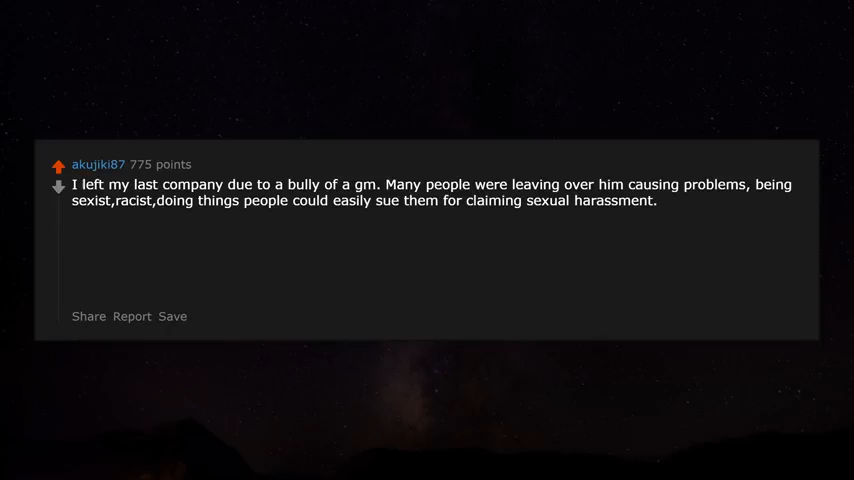 akujiki87 775 points
I left my last company due to a bully of a gm. Many people were leaving over him causing problems, being
sexist,racist,doing things people could easily sue them for claiming sexual harassment.
Share Report Save